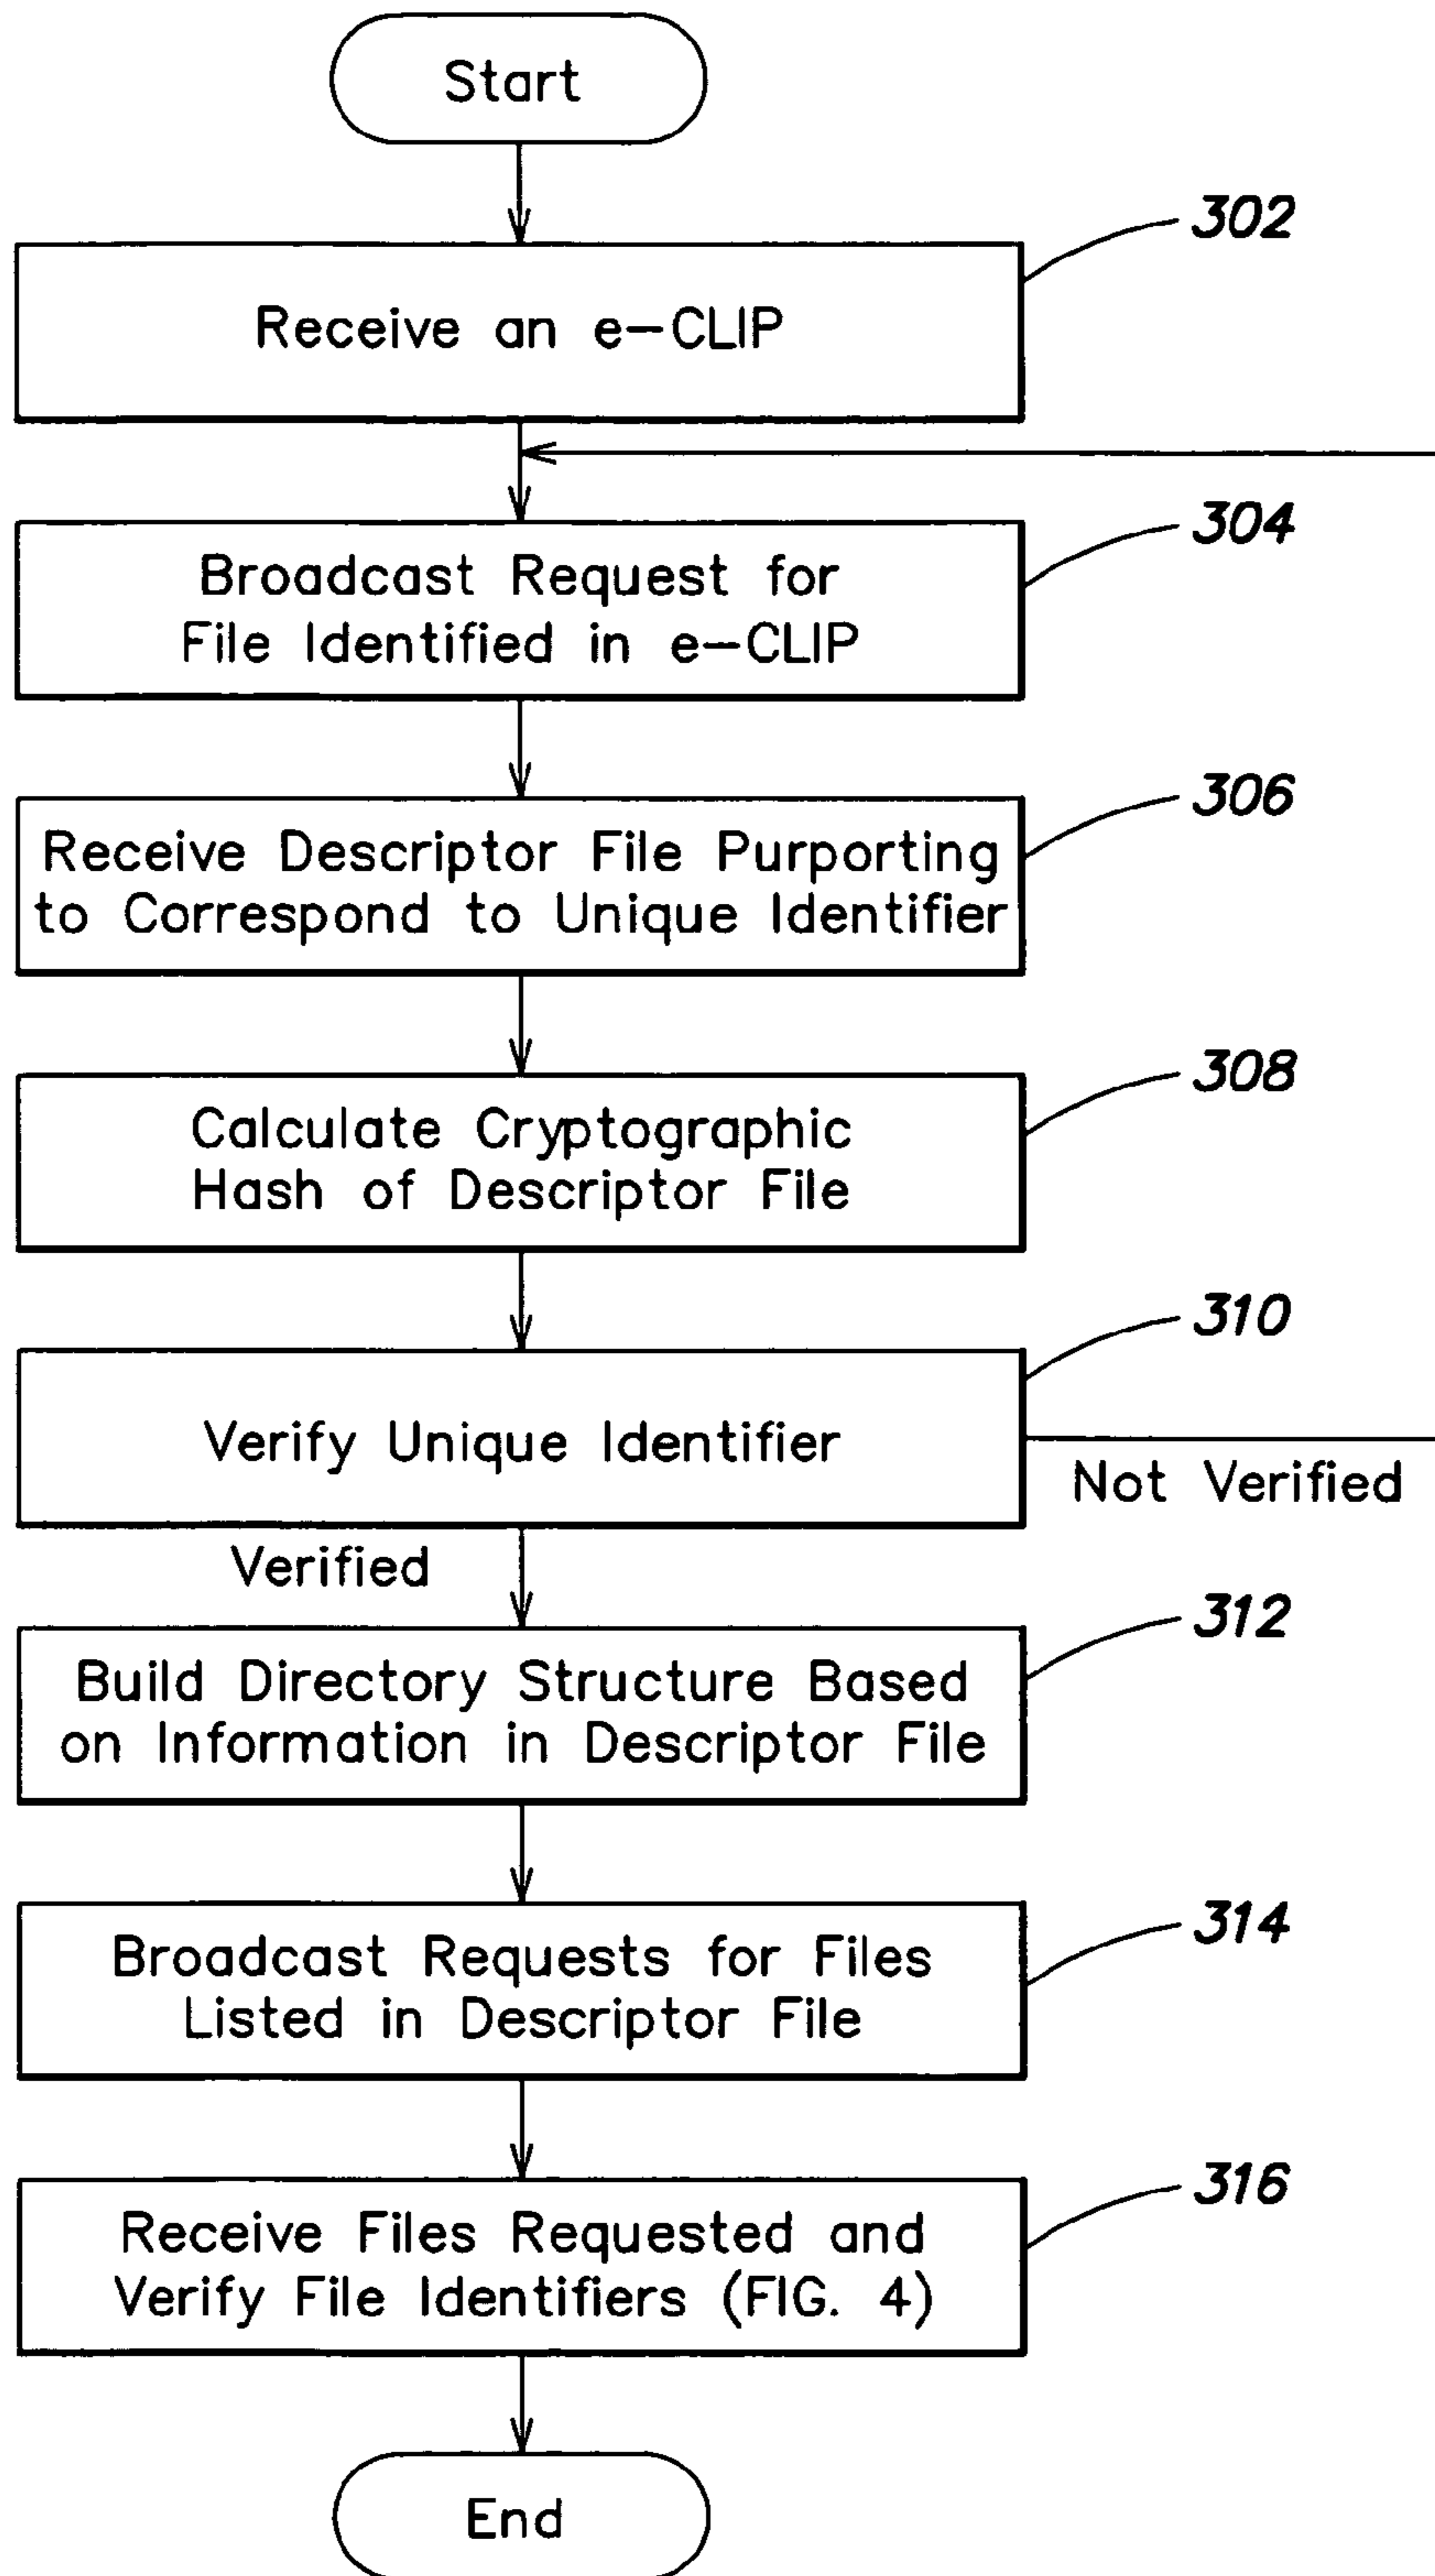 Start
302
Receive an e-CLIP
304
Broadcast Request for
File Identified in e-CLIP
306
Receive Descriptor File Purporting
to Correspond to Unique Identifier
308
Calculate Cryptographic
Hash of Descriptor File
310
Verify Unique Identifier
Not Verified
Verified
312
Build Directory Structure Based
on Information in Descriptor File
314
Broadcast Requests for Files
Listed in Descriptor File
316
Receive Files Requested and
Verify File Identifiers (FIG. 4)
End